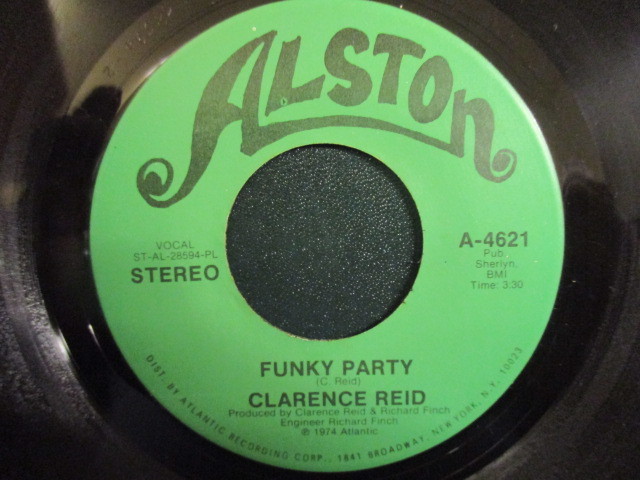 ALSTON
VOCAL
ST-AL-28594-PL
STEREO
A-4621
Pub.
Sherlyn,
BMI
Time: 3:30
FUNKY PARTY
(C. Reid)
CLARENCE REID
Produced by Clarence Reid & Richard Finch
Engineer Richard Finch
℗ 1974 Atlantic
DIST. BY ATLANTIC RECORDING CORP., 1841 BROADWAY, NEW YORK, N.Y. 10023